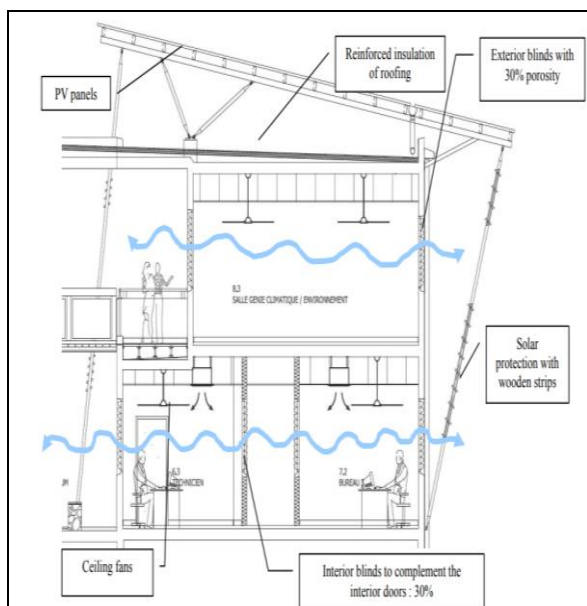 Reinforced insulation
of roofing
Exterior blinds with
30% porosity
PV panels
8.3
SALLE GENIE CLIMATIQUE / ENVIRONNEMENT
Solar
protection with
wooden strips
6.3
TECHNICIEN
7.2
BUREAU
UM
Ceiling fans
Interior blinds to complement the
interior doors : 30%